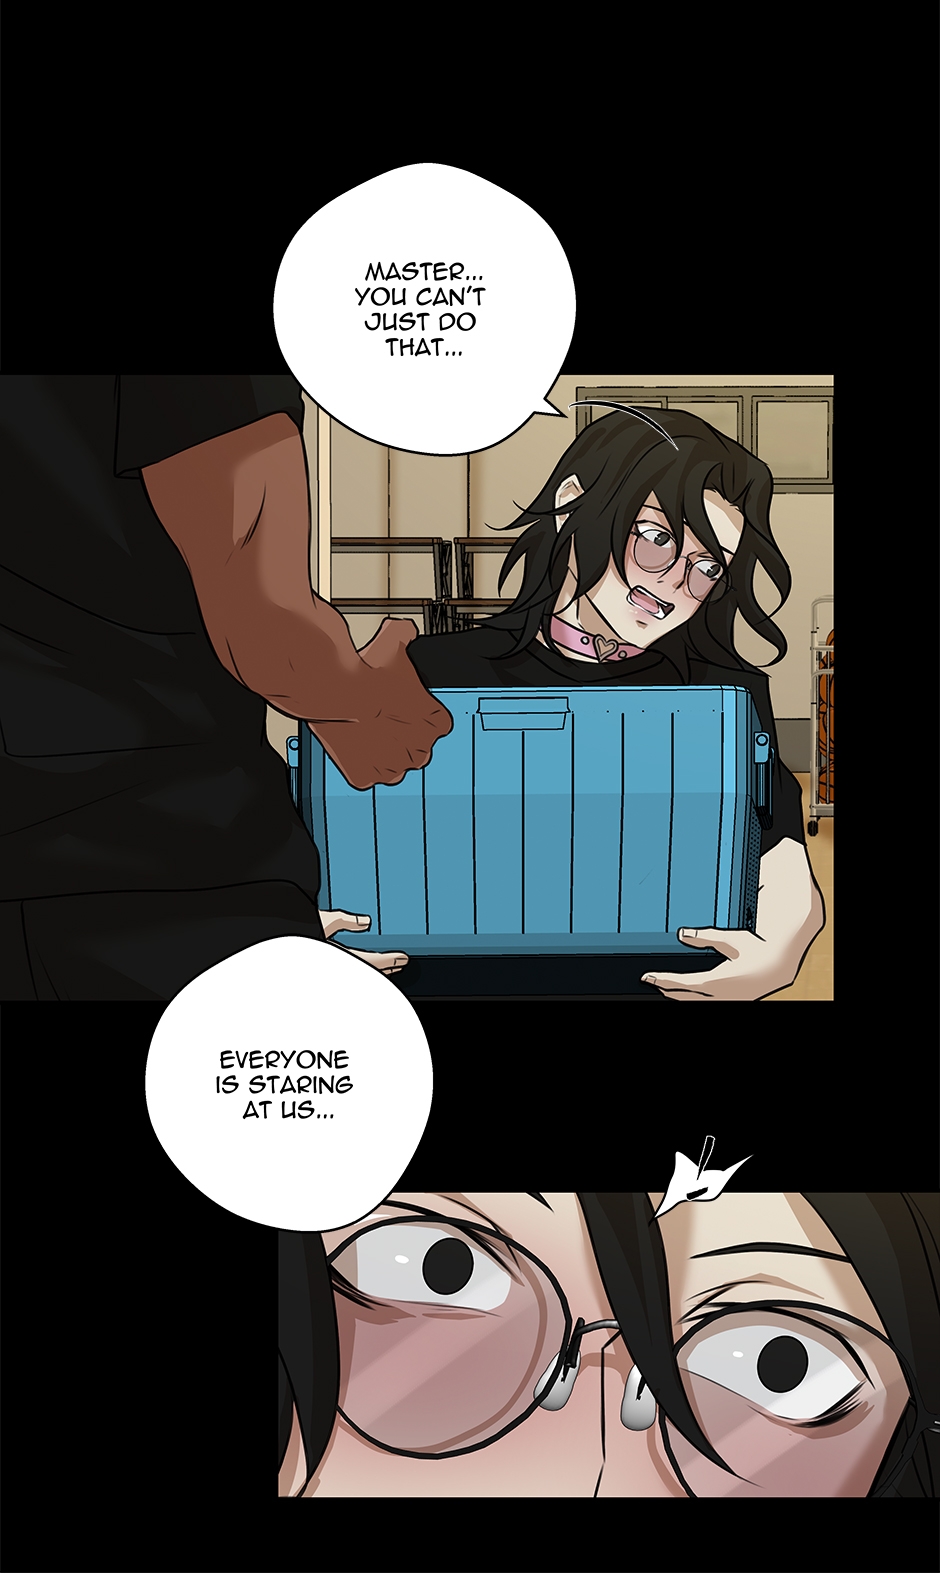 MASTER...
YOU CAN'T
JUST DO
THAT...
EVERYONE
IS STARING
AT US...